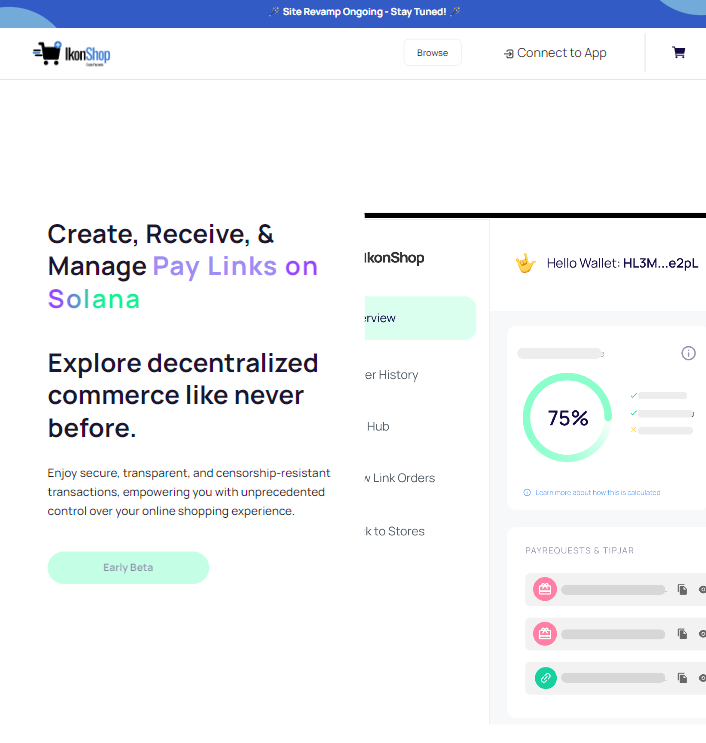 Site Revamp Ongoing - Stay Tuned!
IkonShop
Browse
Connect to App
Create, Receive, &
Manage Pay Links on
Solana
Explore decentralized
commerce like never
before.
Enjoy secure, transparent, and censorship-resistant
transactions, empowering you with unprecedented
control over your online shopping experience.
Early Beta
IkonShop
erview
er History
Hub
w Link Orders
k to Stores
Hello Wallet: HL3M...e2pL
75%
Learn more about how this is calculated
PAYREQUESTS & TIPJAR